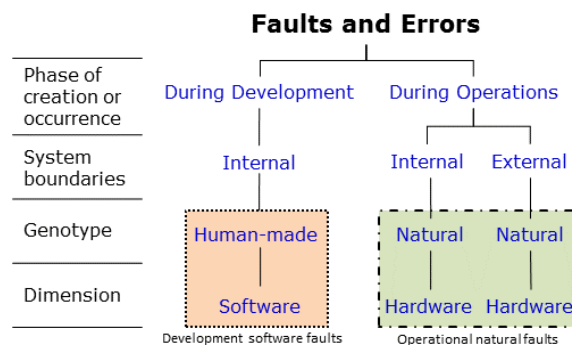 Faults and Errors
Phase of
creation or
occurrence
During Development
During Operations
System
boundaries
Internal
Internal
External
Genotype
Human-made
Natural
Natural
Dimension
Software
Hardware
Hardware
Development software faults
Operational natural faults